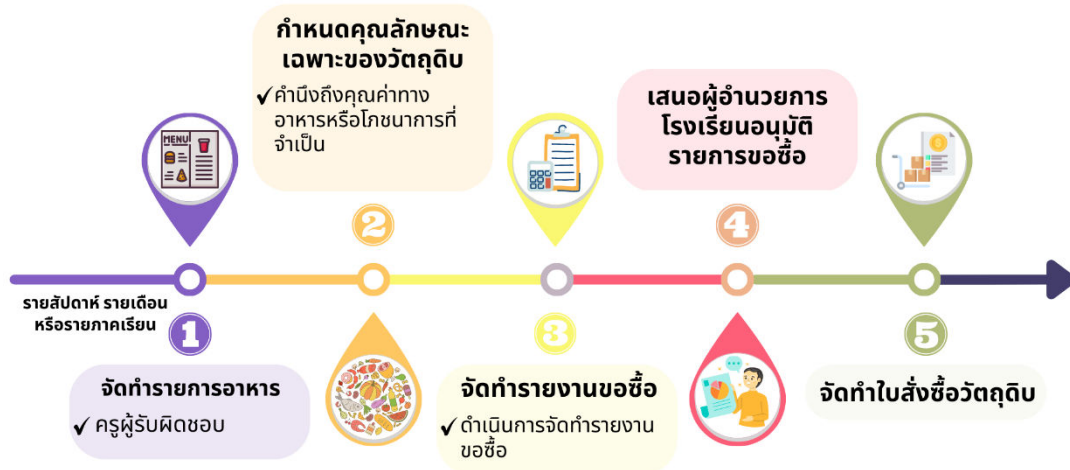 รายสัปดาห์ รายเดือน
หรือรายภาคเรียน
MENU
1
จัดทำรายการอาหาร
✓ ครูผู้รับผิดชอบ
กำหนดคุณลักษณะ
เฉพาะของวัตถุดิบ
✓ คำนึงถึงคุณค่าทาง
อาหารหรือโภชนาการที่
จำเป็น
2
3
จัดทำรายงานขอซื้อ
✓ ดำเนินการจัดทำรายงาน
ขอซื้อ
เสนอผู้อำนวยการ
โรงเรียนอนุมัติ
รายการขอซื้อ
4
5
จัดทำใบสั่งซื้อวัตถุดิบ